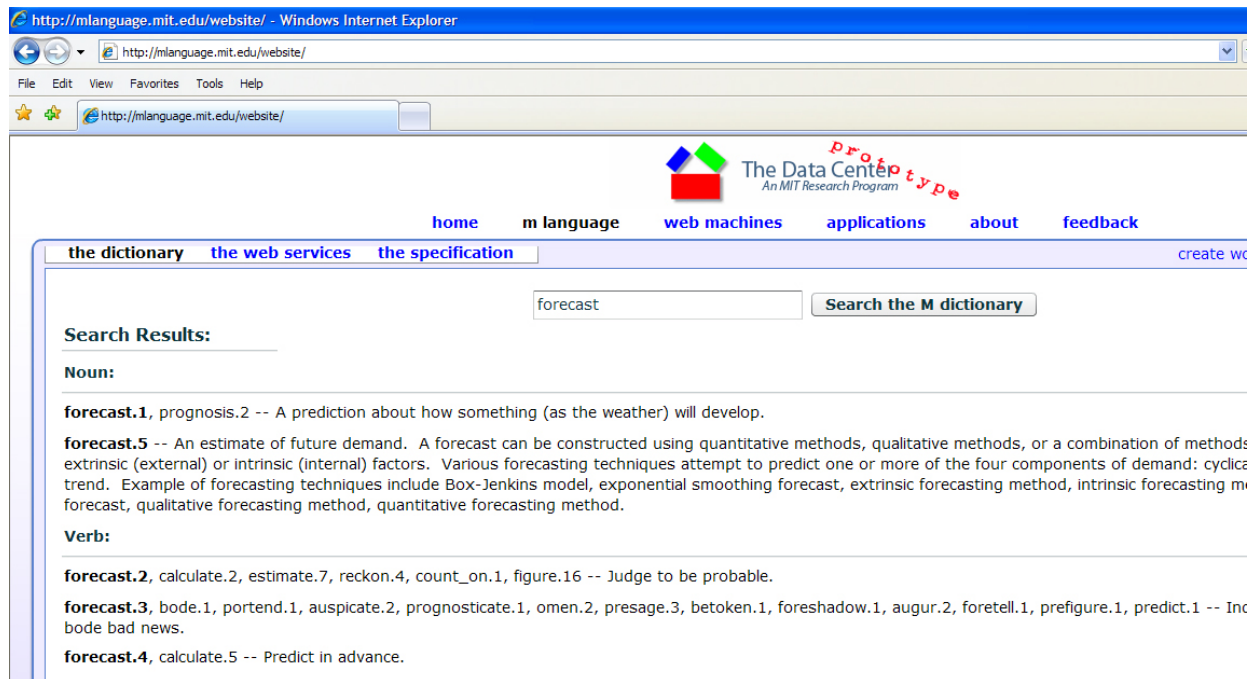 http://mlanguage.mit.edu/website/ - Windows Internet Explorer
http://mlanguage.mit.edu/website/
File Edit View Favorites Tools Help
http://mlanguage.mit.edu/website/
The Data Center prototype
An MIT Research Program
home m language web machines applications about feedback
the dictionary the web services the specification create wo
forecast Search the M dictionary
Search Results:
Noun:
forecast.1, prognosis.2 -- A prediction about how something (as the weather) will develop.
forecast.5 -- An estimate of future demand. A forecast can be constructed using quantitative methods, qualitative methods, or a combination of methods
extrinsic (external) or intrinsic (internal) factors. Various forecasting techniques attempt to predict one or more of the four components of demand: cyclica
trend. Example of forecasting techniques include Box-Jenkins model, exponential smoothing forecast, extrinsic forecasting method, intrinsic forecasting me
forecast, qualitative forecasting method, quantitative forecasting method.
Verb:
forecast.2, calculate.2, estimate.7, reckon.4, count_on.1, figure.16 -- Judge to be probable.
forecast.3, bode.1, portend.1, auspicate.2, prognosticate.1, omen.2, presage.3, betoken.1, foreshadow.1, augur.2, foretell.1, prefigure.1, predict.1 -- Ind
bode bad news.
forecast.4, calculate.5 -- Predict in advance.